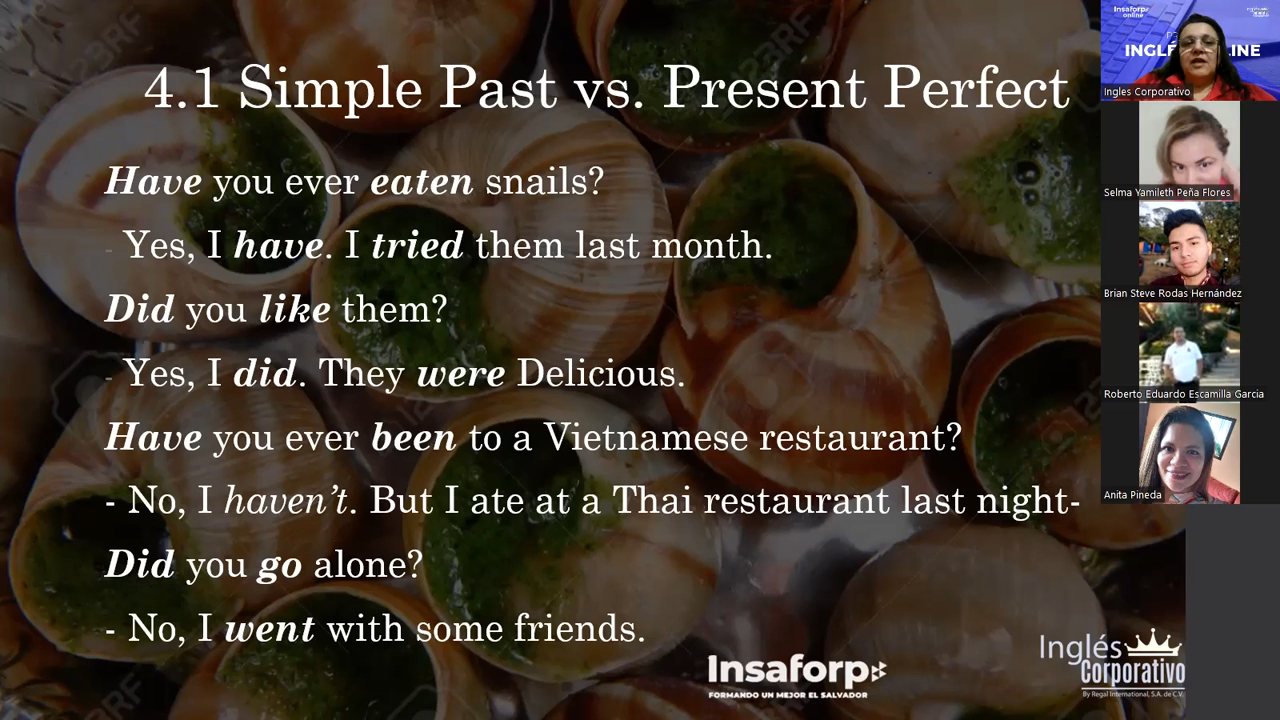 4.1 Simple Past vs. Present Perfect
Have you ever eaten snails?
- Yes, I have. I tried them last month.
Did you like them?
- Yes, I did. They were Delicious.
Have you ever been to a Vietnamese restaurant?
- No, I haven't. But I ate at a Thai restaurant last night-
Did you go alone?
- No, I went with some friends.
Insaforp
FORMANDO UN MEJOR EL SALVADOR
Inglés
Corporativo
By Regal International, S.A. de C.V.
Insaforp
online
Ingles Corporativo
Selma Yamileth Peña Flores
Brian Steve Rodas Hernández
Roberto Eduardo Escamilla Garcia
Anita Pineda